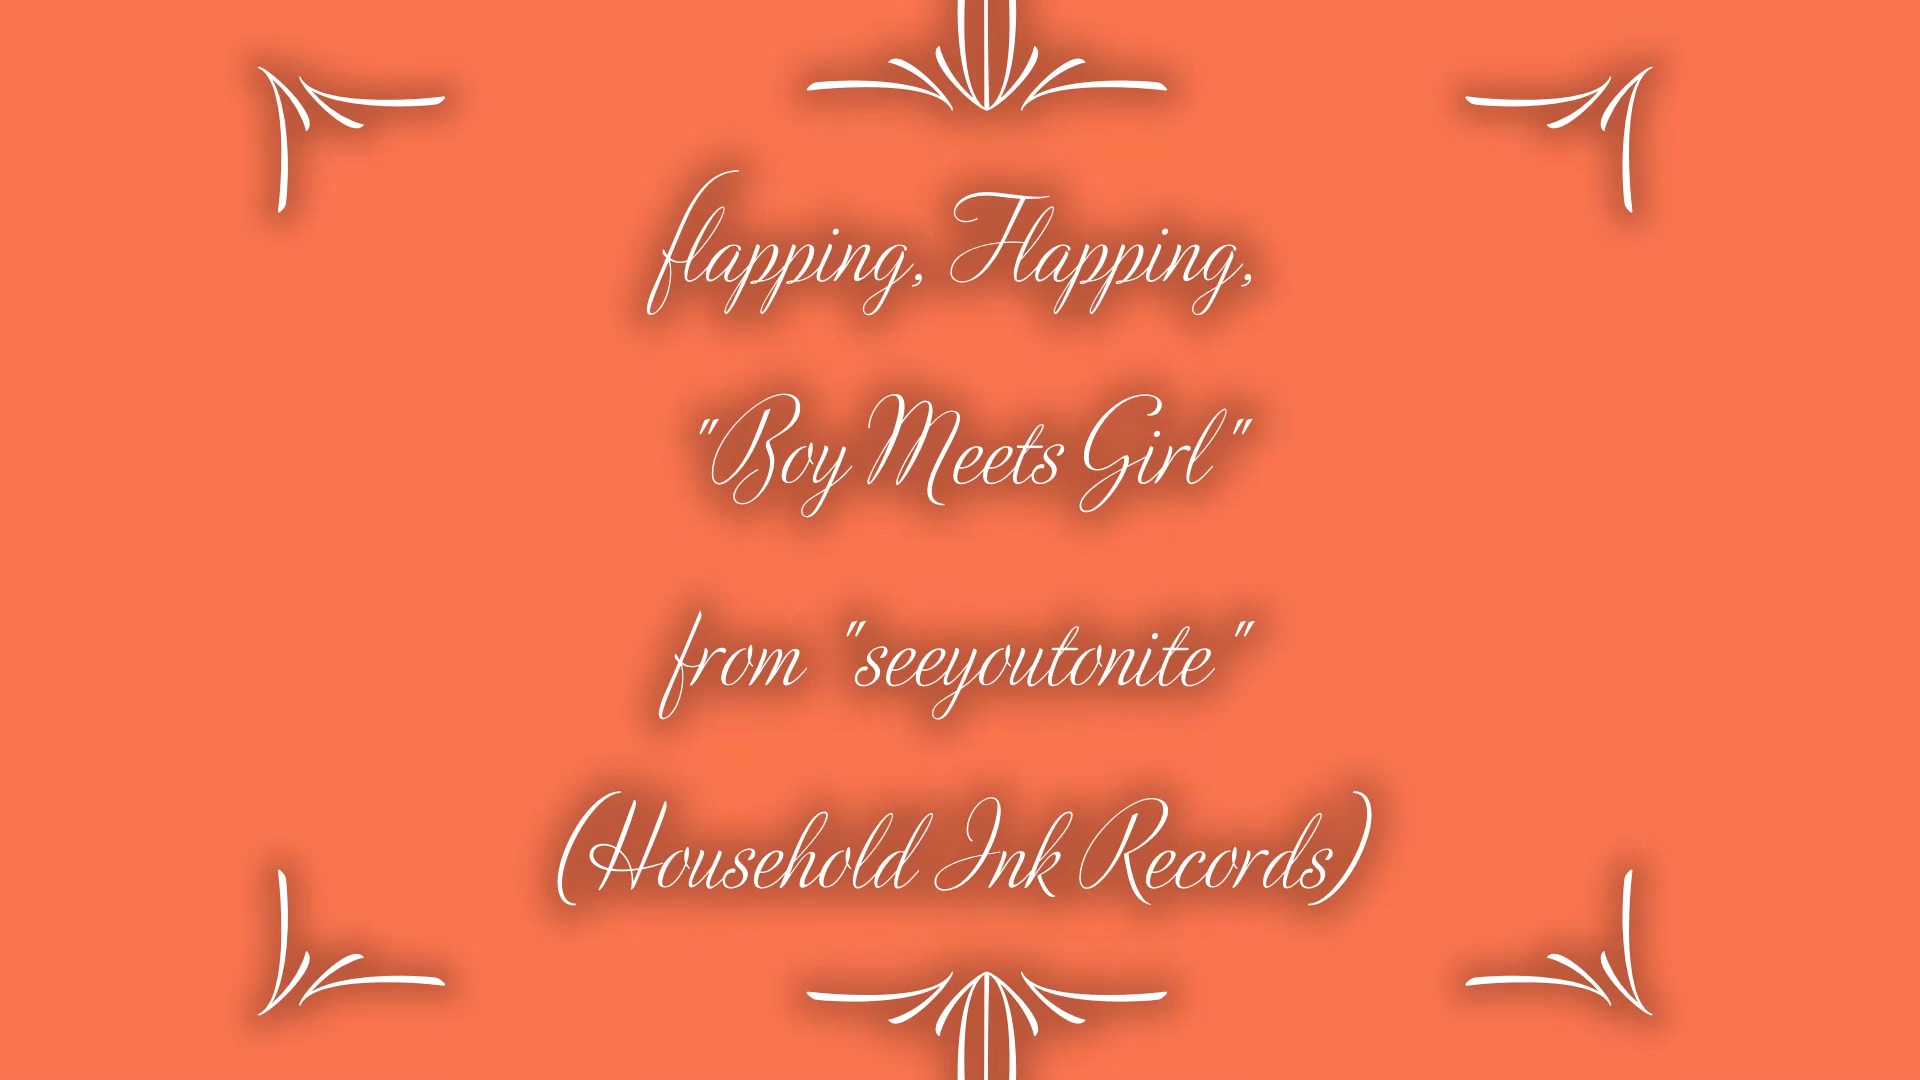 flapping, Flapping,
"Boy Meets Girl"
from "seeyoutonite"
(Household Ink Records)